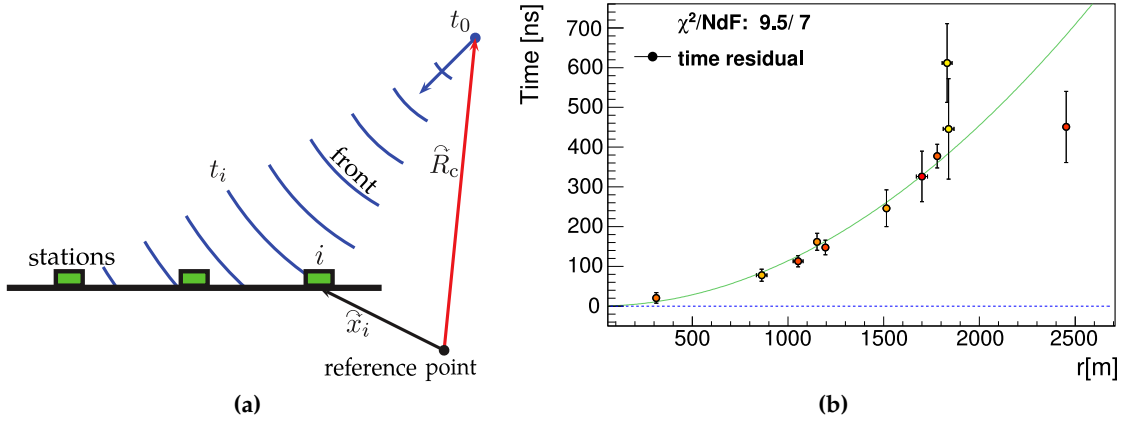 t₀
R̂c
front
tᵢ
stations
i
x̂ᵢ
reference point
(a)
Time [ns]
700
600
500
400
300
200
100
0
χ²/NdF: 9.5/ 7
time residual
500
1000
1500
2000
2500
r[m]
(b)